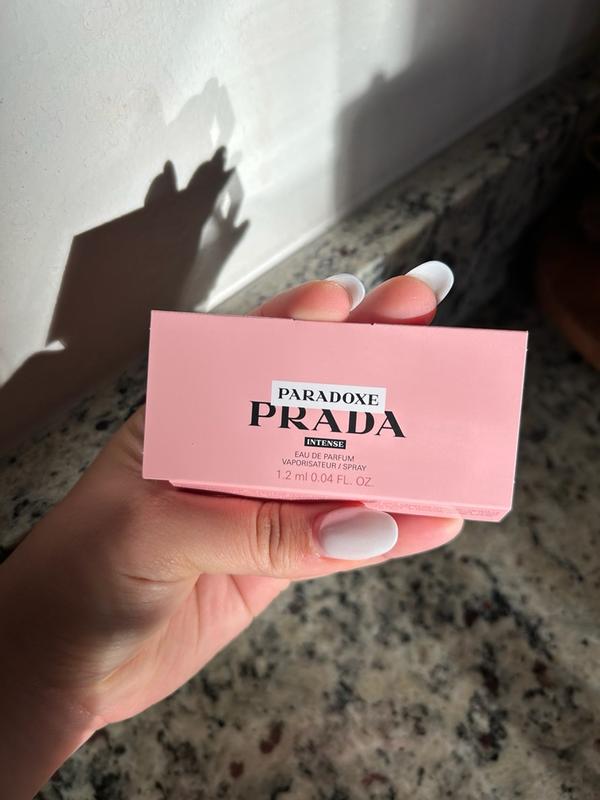 PARADOXE
PRADA
INTENSE
EAU DE PARFUM
VAPORISATEUR / SPRAY
1.2 ml 0.04 FL. OZ.